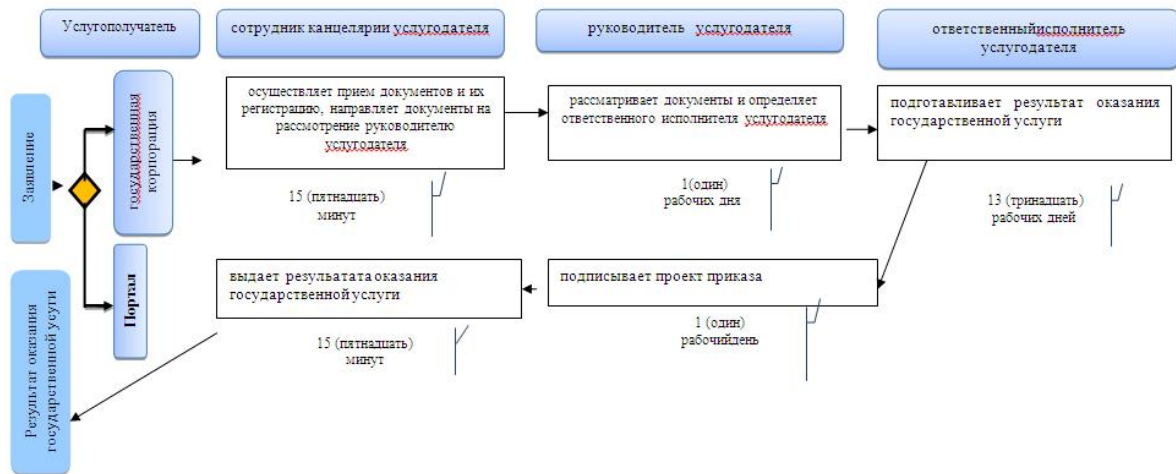 Услугополучатель
сотрудник канцелярии услугодателя
руководитель услугодателя
ответственныйисполнитель
услугодателя
Заявление
государственная
корпорация
осуществляет прием документов и их
регистрацию, направляет документы на
рассмотрение руководителю
услугодателя
рассматривает документы и определяет
ответственного исполнителя услугодателя
подготавливает результат оказания
государственной услуги
15 (пятнадцать)
минут
1(один)
рабочих дня
13 (тринадцать)
рабочих дней
Портал
выдает резульатата оказания
государственной услуги
подписывает проект приказа
15 (пятнадцать)
минут
1 (один)
рабочийдень
Результат оказания
государственной усуги